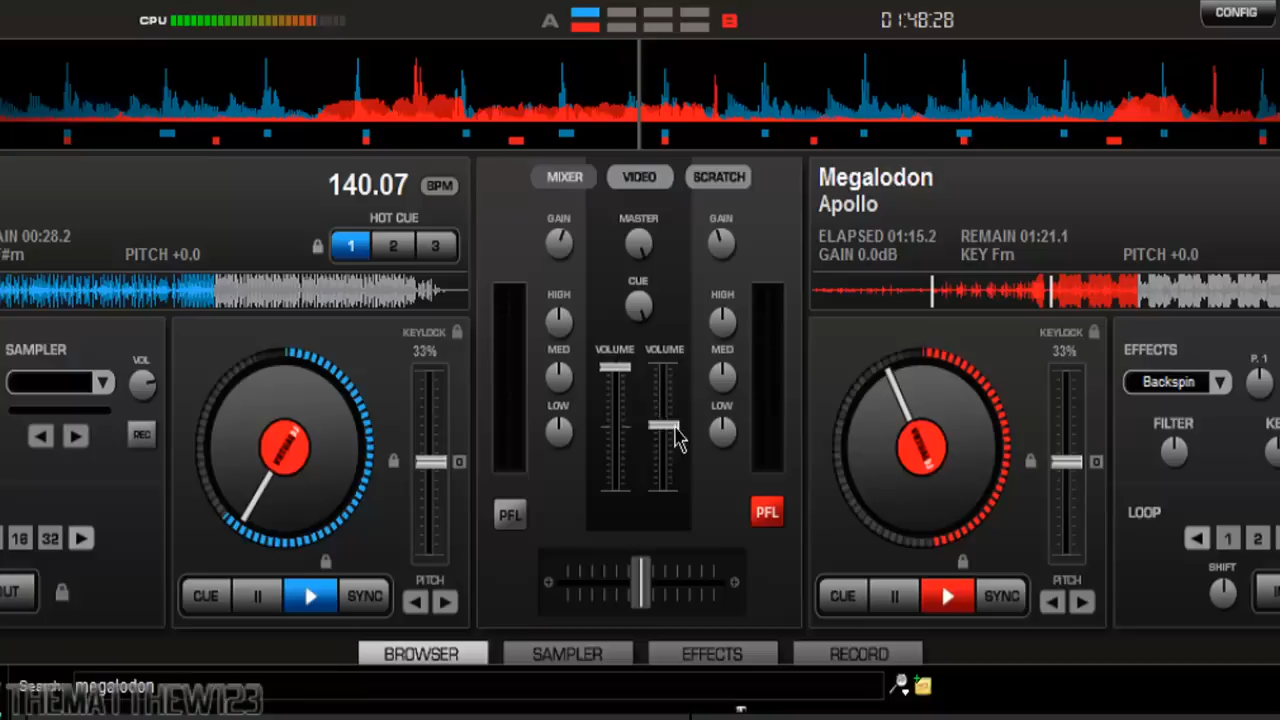 CPU A B 01:48:28 CONFIG
140.07 BPM
HOT CUE
1 2 3
AIN 00:28.2
F#m PITCH +0.0
MIXER VIDEO SCRATCH
GAIN MASTER GAIN
CUE
HIGH HIGH
VOLUME VOLUME
MED MED
LOW LOW
PFL PFL
Megalodon
Apollo
ELAPSED 01:15.2 REMAIN 01:21.1
GAIN 0.0dB KEY Fm PITCH +0.0
SAMPLER
VOL
REC
16 32
OUT
KEYLOCK
33%
0
CUE SYNC
PITCH
KEYLOCK
33%
0
CUE SYNC
PITCH
EFFECTS
P. 1
Backspin
FILTER KE
LOOP
1 2
SHIFT
BROWSER SAMPLER EFFECTS RECORD
Search: megalodon
THEMATTHEW123